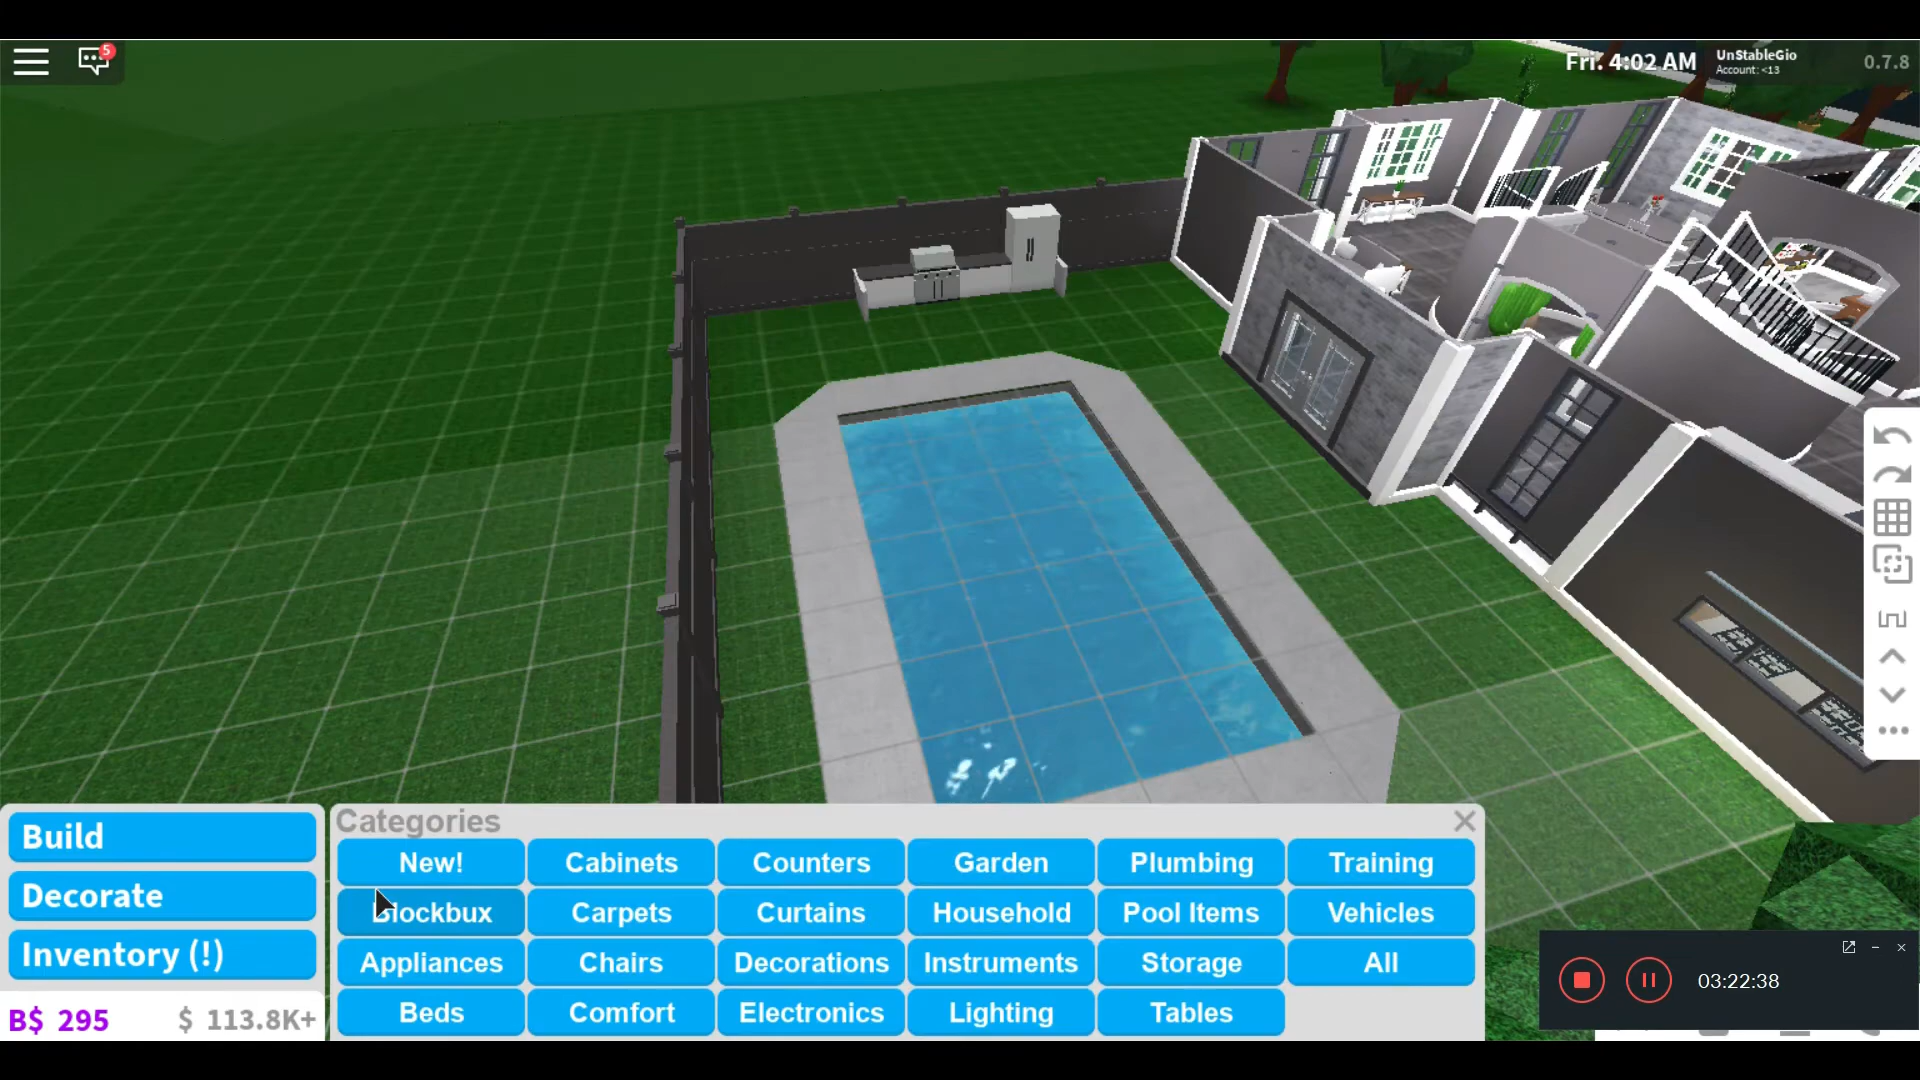 5
Fri. 4:02 AM
UnStableGio
Account: <13
0.7.8
Build
Decorate
Inventory (!)
B$ 295
$ 113.8K+
Categories
New! Cabinets Counters Garden Plumbing Training
Blockbux Carpets Curtains Household Pool Items Vehicles
Appliances Chairs Decorations Instruments Storage All
Beds Comfort Electronics Lighting Tables
03:22:38